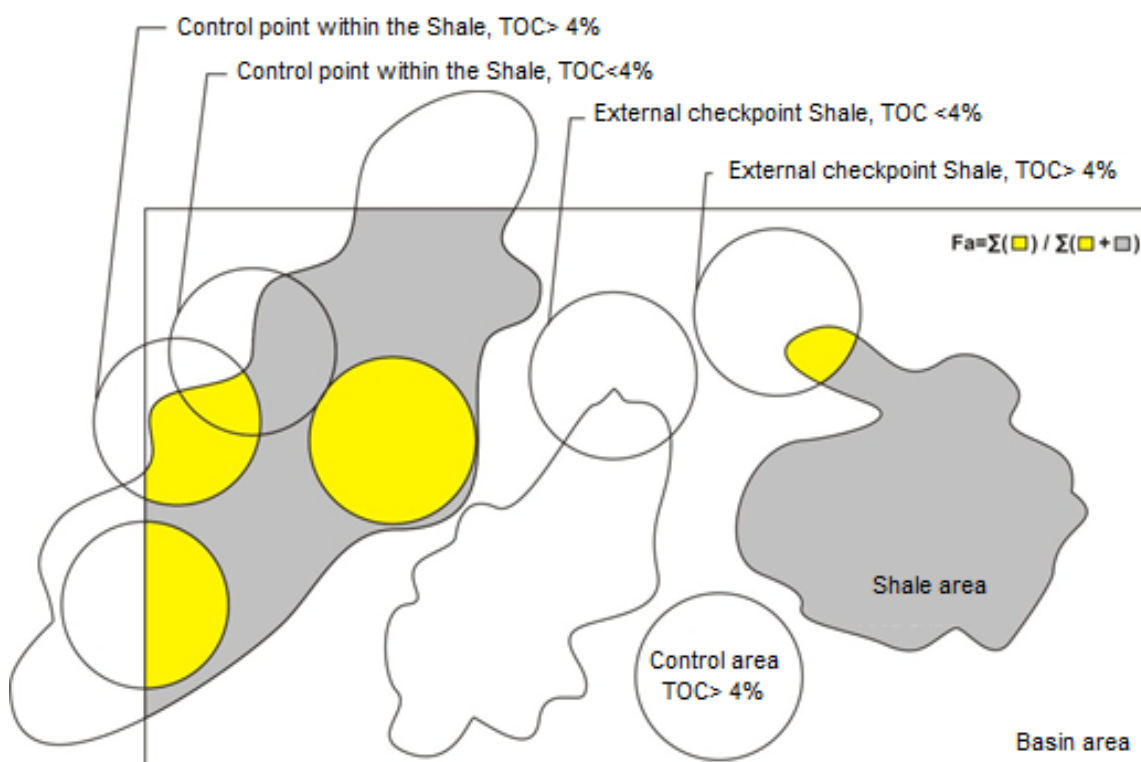 Control point within the Shale, TOC> 4%
Control point within the Shale, TOC<4%
External checkpoint Shale, TOC <4%
External checkpoint Shale, TOC> 4%
Fa=Σ(■) / Σ(■+■)
Shale area
Control area
TOC> 4%
Basin area